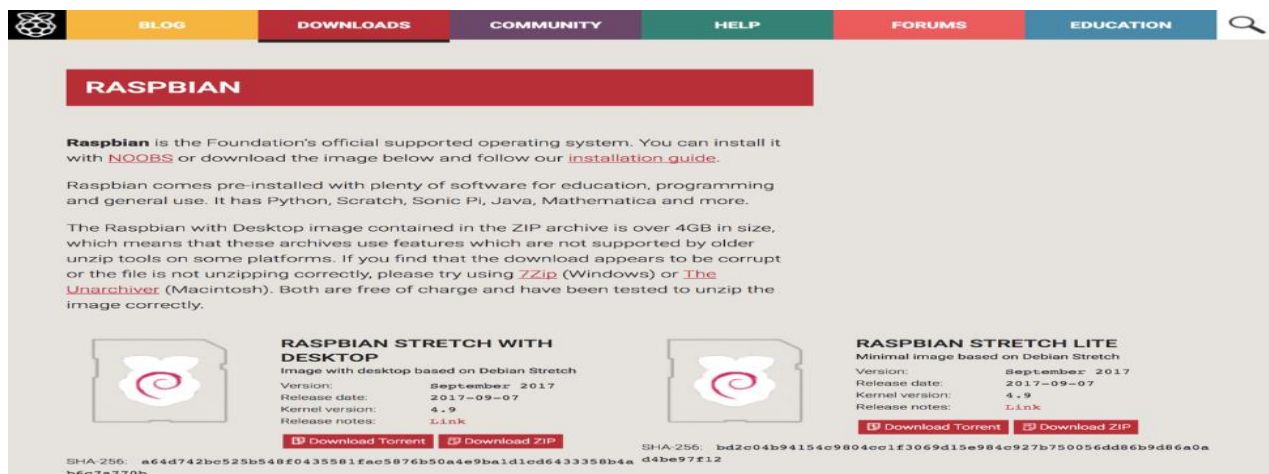 BLOG DOWNLOADS COMMUNITY HELP FORUMS EDUCATION
RASPBIAN
Raspbian is the Foundation's official supported operating system. You can install it
with NOOBS or download the image below and follow our installation guide.
Raspbian comes pre-installed with plenty of software for education, programming
and general use. It has Python, Scratch, Sonic Pi, Java, Mathematica and more.
The Raspbian with Desktop image contained in the ZIP archive is over 4GB in size,
which means that these archives use features which are not supported by older
unzip tools on some platforms. If you find that the download appears to be corrupt
or the file is not unzipping correctly, please try using 7Zip (Windows) or The
Unarchiver (Macintosh). Both are free of charge and have been tested to unzip the
image correctly.
RASPBIAN STRETCH WITH
DESKTOP
Image with desktop based on Debian Stretch
Version: September 2017
Release date: 2017-09-07
Kernel version: 4.9
Release notes: Link
Download Torrent Download ZIP
SHA-256: a64d742bc525b548f0435581fac5876b50a4e9ba1d1cd6433358b4a
RASPBIAN STRETCH LITE
Minimal image based on Debian Stretch
Version: September 2017
Release date: 2017-09-07
Kernel version: 4.9
Release notes: Link
Download Torrent Download ZIP
SHA-256: bd2c04b94154c9804cc1f3069d15e984c927b750056dd86b9d86a0a
d4be97f12